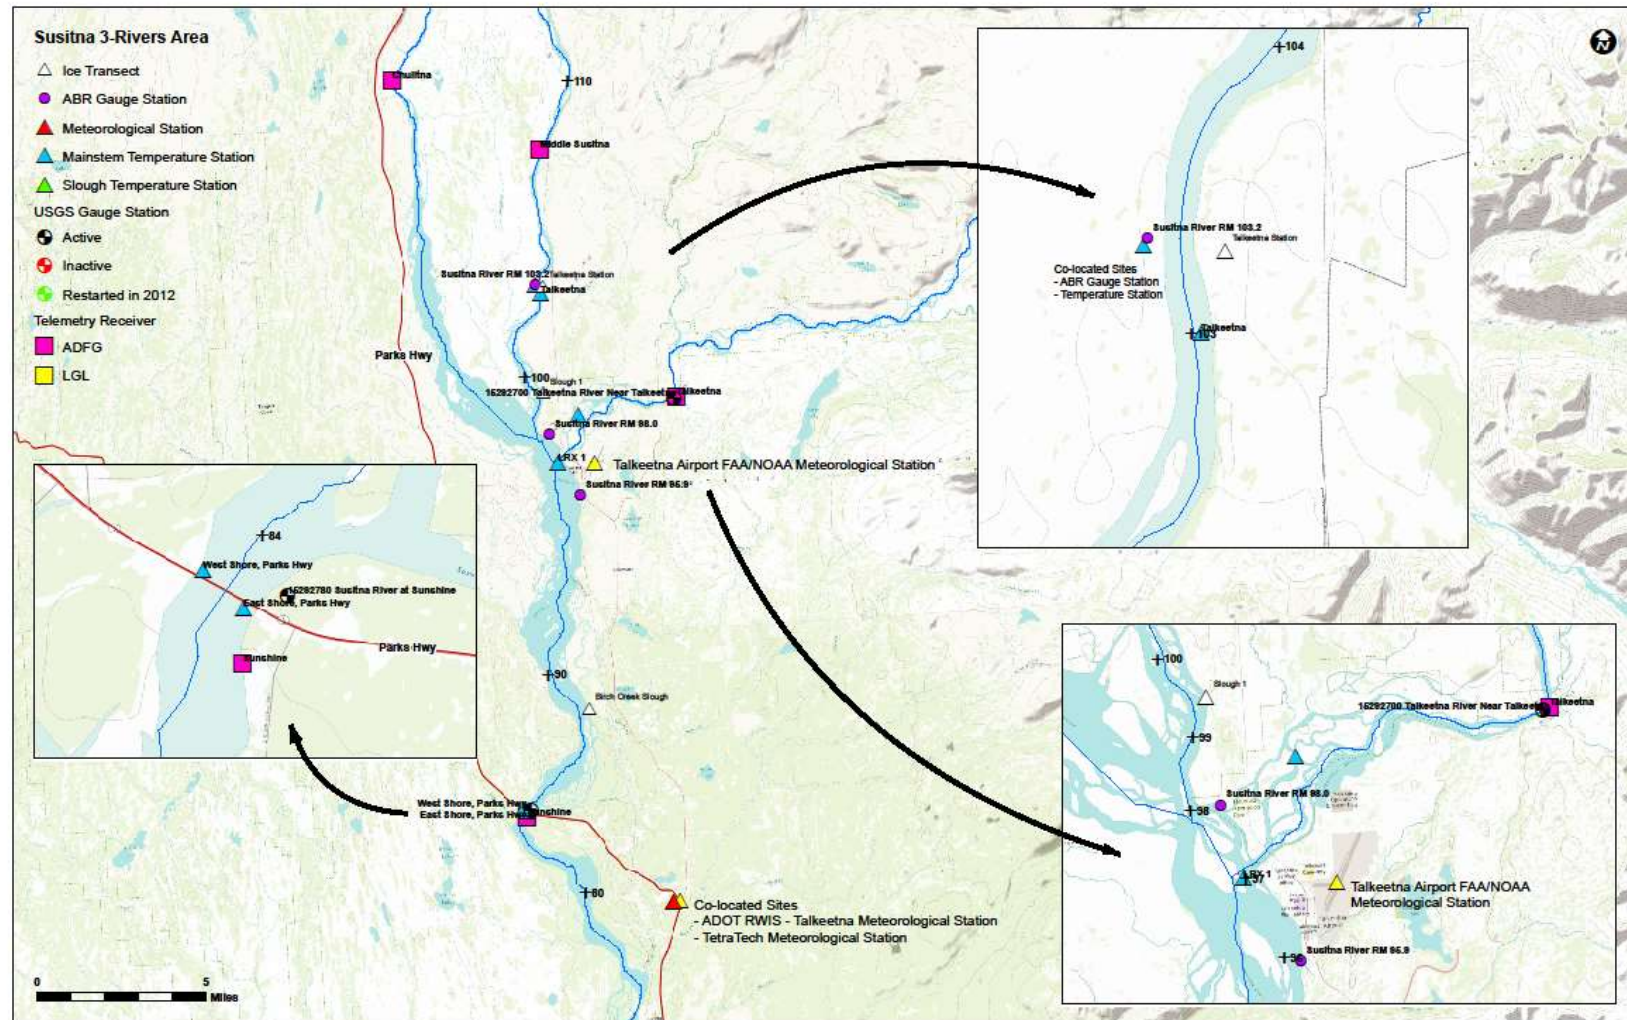 Susitna 3-Rivers Area
Ice Transect
ABR Gauge Station
Meteorological Station
Mainstem Temperature Station
Slough Temperature Station
USGS Gauge Station
Active
Inactive
Restarted in 2012
Telemetry Receiver
ADFG
LGL
Chulitna
110
Middle Susitna
Susitna River RM 103.2
Talkeetna Station
Talkeetna
Parks Hwy
100
Slough 1
15292700 Talkeetna River Near Talkeetna
Talkeetna
Susitna River RM 98.0
LRX 1
Talkeetna Airport FAA/NOAA Meteorological Station
Susitna River RM 95.9
90
Birch Creek Slough
West Shore, Parks Hwy
East Shore, Parks Hwy
Sunshine
80
Co-located Sites
- ADOT RWIS - Talkeetna Meteorological Station
- TetraTech Meteorological Station
0 5
Miles
N
104
Susitna River RM 103.2
Talkeetna Station
Co-located Sites
- ABR Gauge Station
- Temperature Station
103
Talkeetna
84
West Shore, Parks Hwy
15292780 Susitna River at Sunshine
East Shore, Parks Hwy
Parks Hwy
Sunshine
100
Slough 1
15292700 Talkeetna River Near Talkeetna
Talkeetna
99
Susitna River RM 98.0
98
LRX 1
97
Talkeetna Airport FAA/NOAA
Meteorological Station
Susitna River RM 95.9
96